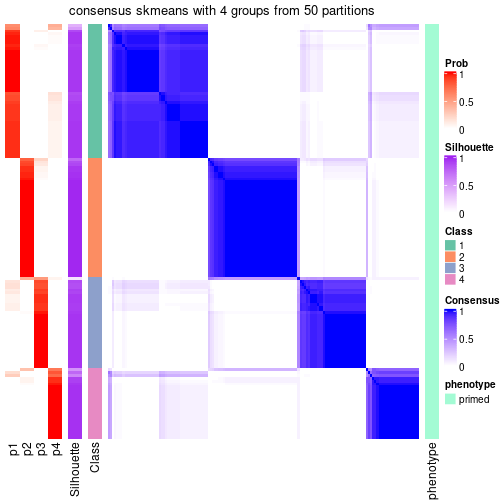 consensus skmeans with 4 groups from 50 partitions
Prob
1
0.5
0
Silhouette
1
0.5
0
Class
1
2
3
4
Consensus
1
0.5
0
phenotype
primed
p1
p2
p3
p4
Silhouette
Class
phenotype